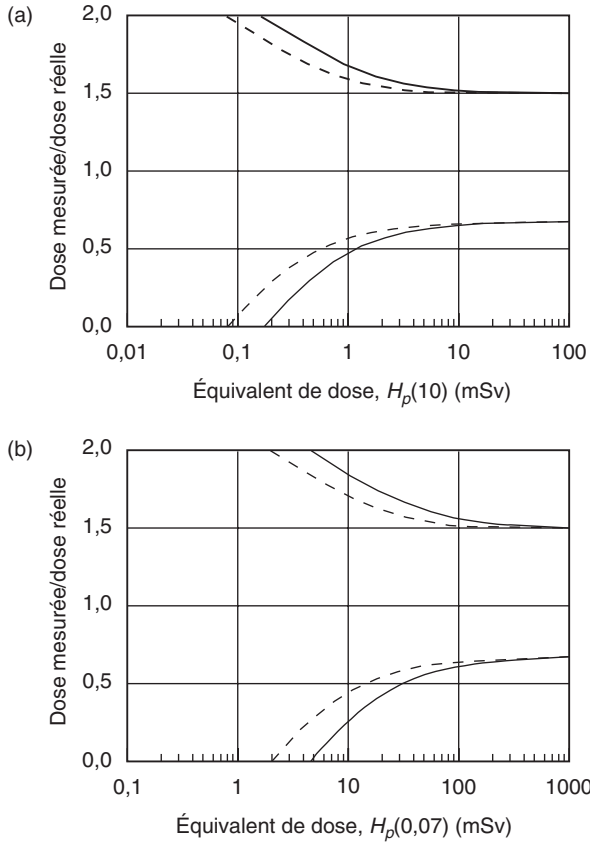 (a)
2,0
1,5
1,0
0,5
0,0
Dose mesurée/dose réelle
0,01 0,1 1 10 100
Équivalent de dose, Hp(10) (mSv)
(b)
2,0
1,5
1,0
0,5
0,0
Dose mesurée/dose réelle
0,1 1 10 100 1000
Équivalent de dose, Hp(0,07) (mSv)